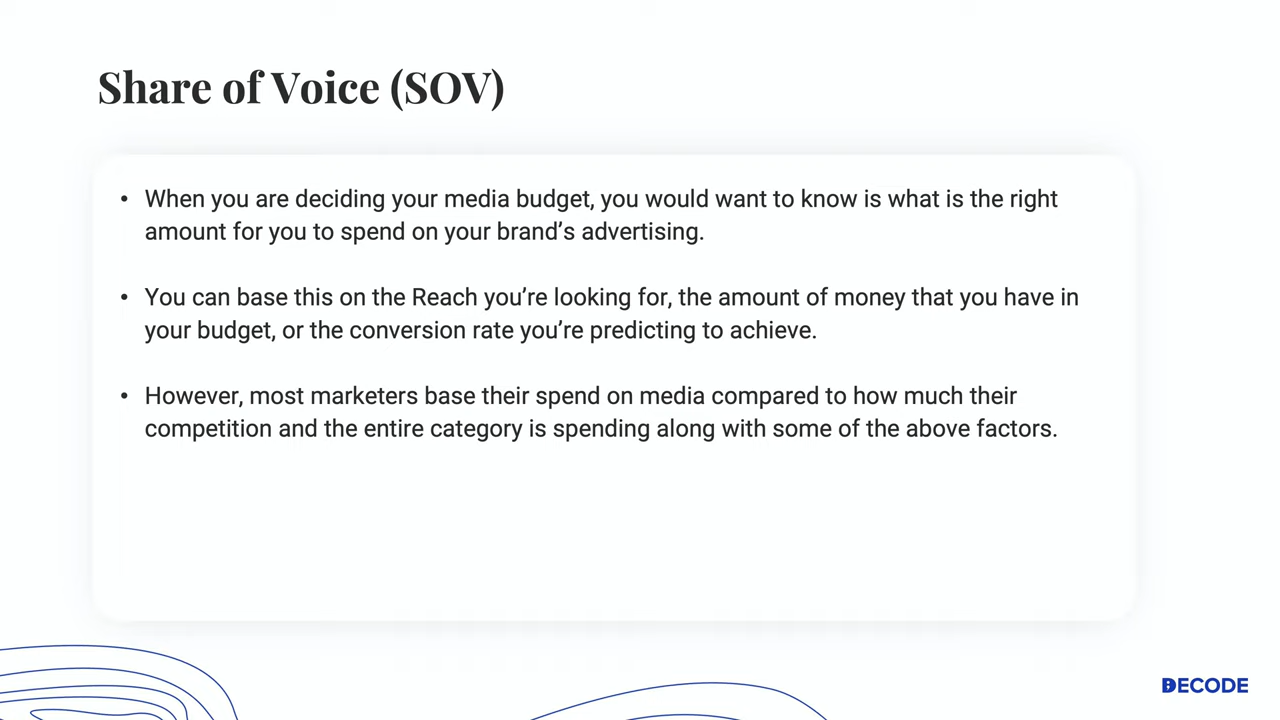 Share of Voice (SOV)
• When you are deciding your media budget, you would want to know is what is the right
amount for you to spend on your brand’s advertising.
• You can base this on the Reach you’re looking for, the amount of money that you have in
your budget, or the conversion rate you’re predicting to achieve.
• However, most marketers base their spend on media compared to how much their
competition and the entire category is spending along with some of the above factors.
DECODE